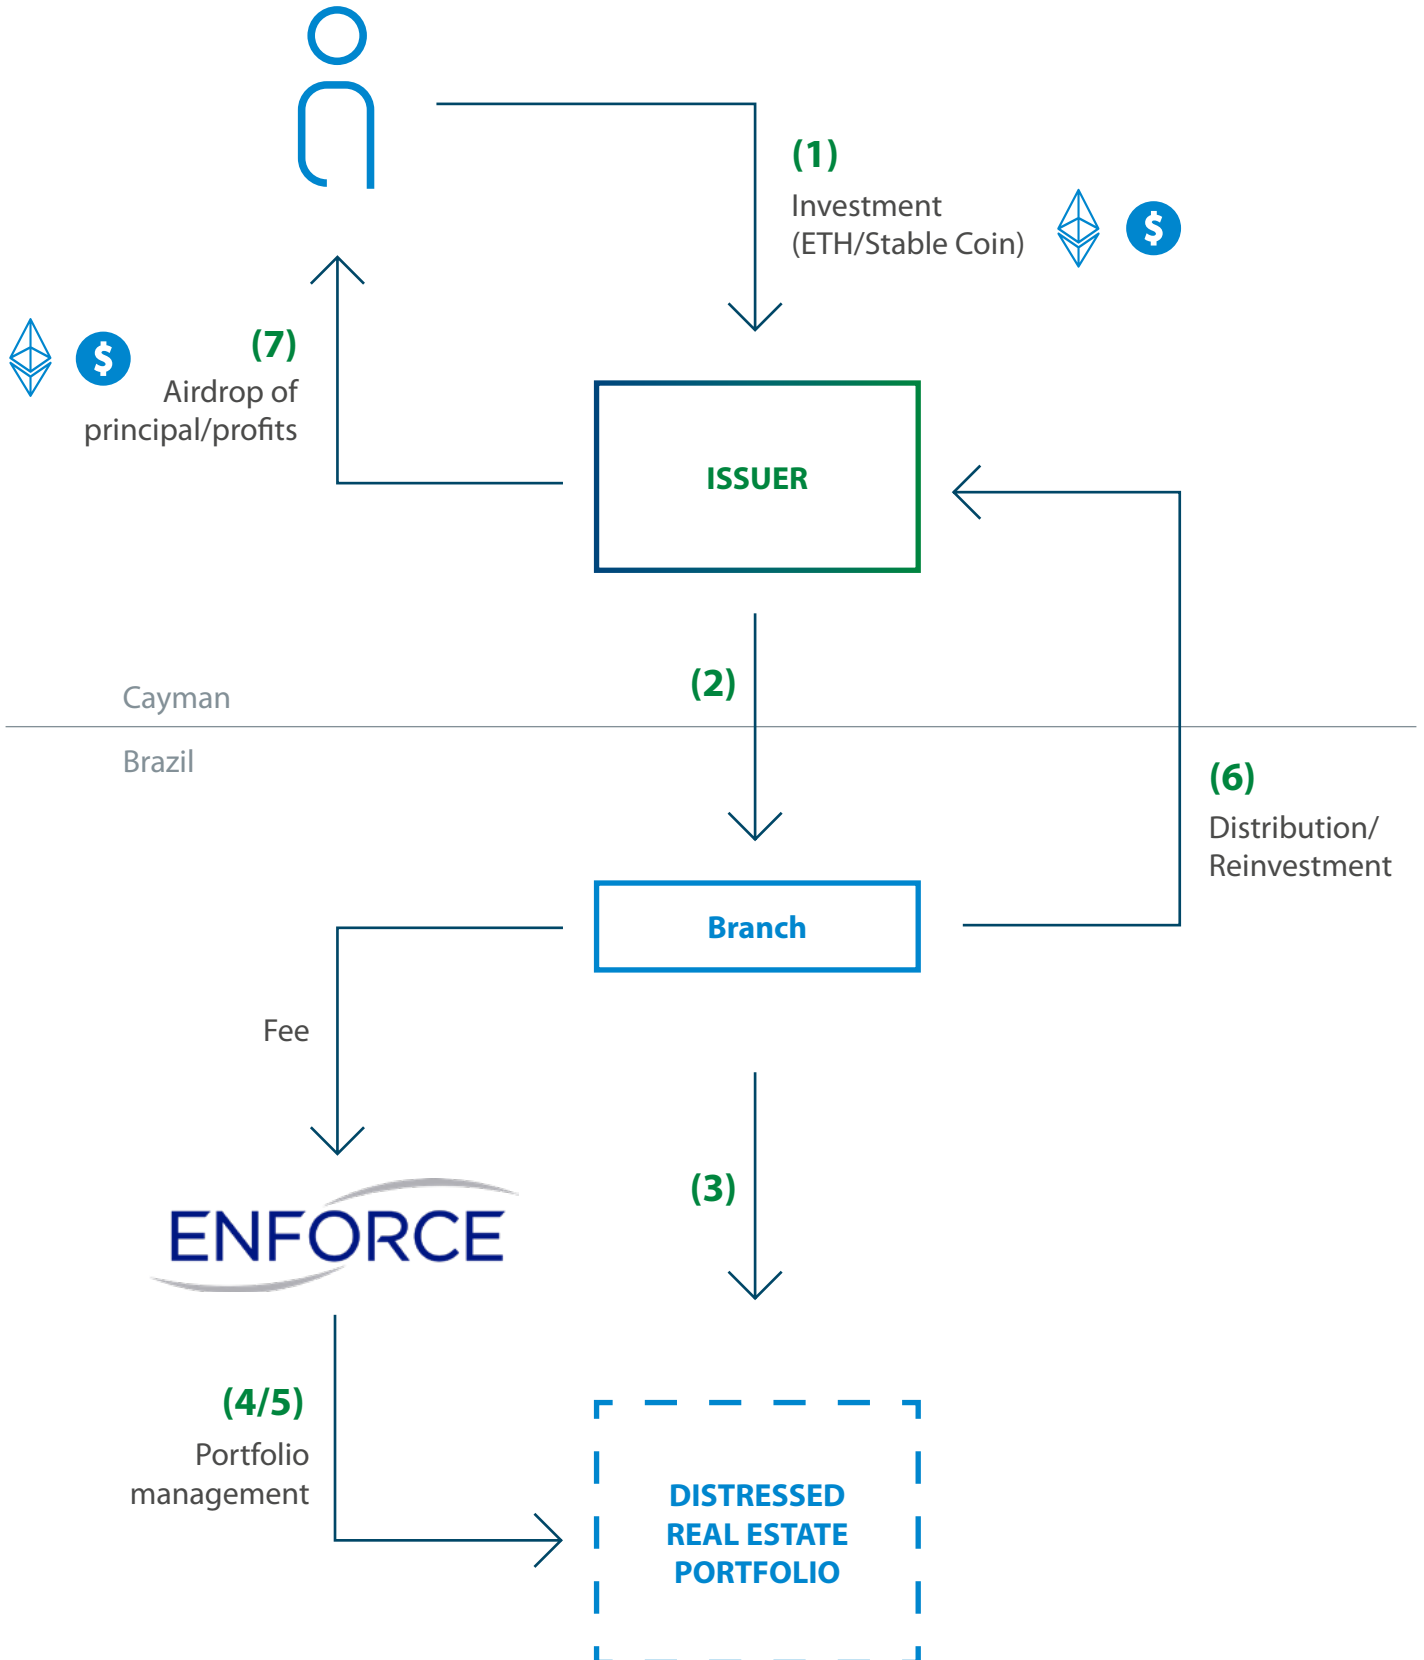 (1)
Investment
(ETH/Stable Coin)
$
$
(7)
Airdrop of
principal/profits
ISSUER
(2)
Cayman
Brazil
(6)
Distribution/
Reinvestment
Branch
Fee
(3)
ENFORCE
(4/5)
Portfolio
management
DISTRESSED
REAL ESTATE
PORTFOLIO